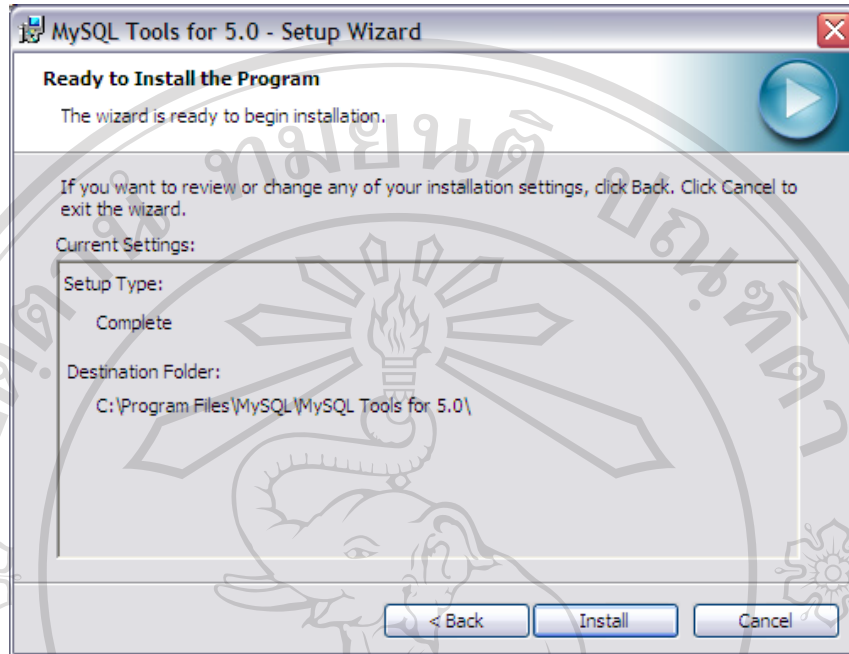 MySQL Tools for 5.0 - Setup Wizard
Ready to Install the Program
The wizard is ready to begin installation.
If you want to review or change any of your installation settings, click Back. Click Cancel to
exit the wizard.
Current Settings:
Setup Type:
Complete
Destination Folder:
C:\Program Files\MySQL\MySQL Tools for 5.0\
< Back
Install
Cancel